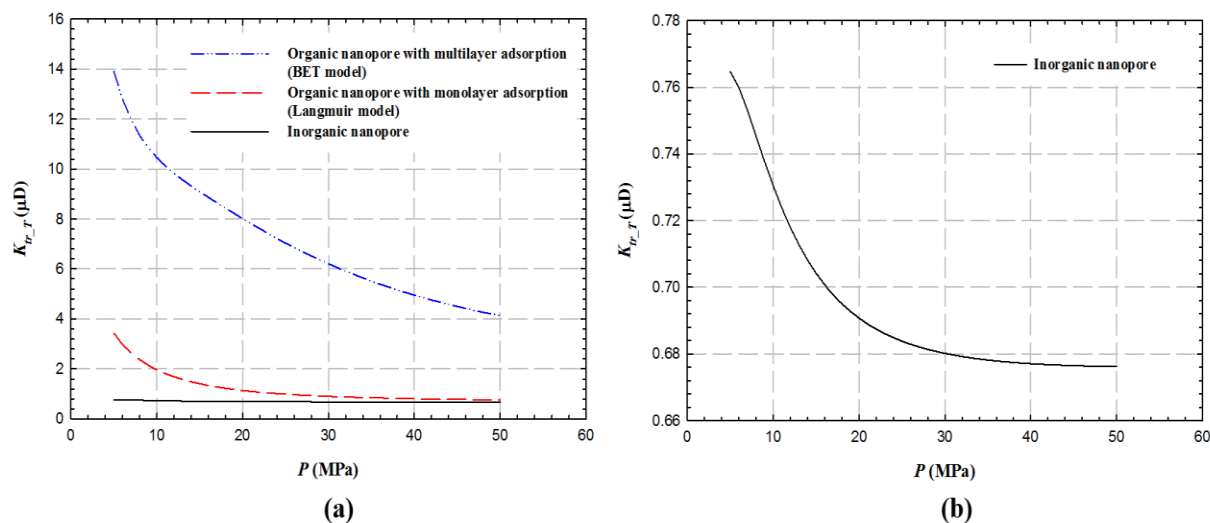 16
14
12
10
8
6
4
2
0
K_tr_T (μD)
Organic nanopore with multilayer adsorption
(BET model)
Organic nanopore with monolayer adsorption
(Langmuir model)
Inorganic nanopore
0 10 20 30 40 50 60
P (MPa)
(a)
0.78
0.76
0.74
0.72
0.70
0.68
0.66
K_tr_T (μD)
Inorganic nanopore
0 10 20 30 40 50 60
P (MPa)
(b)